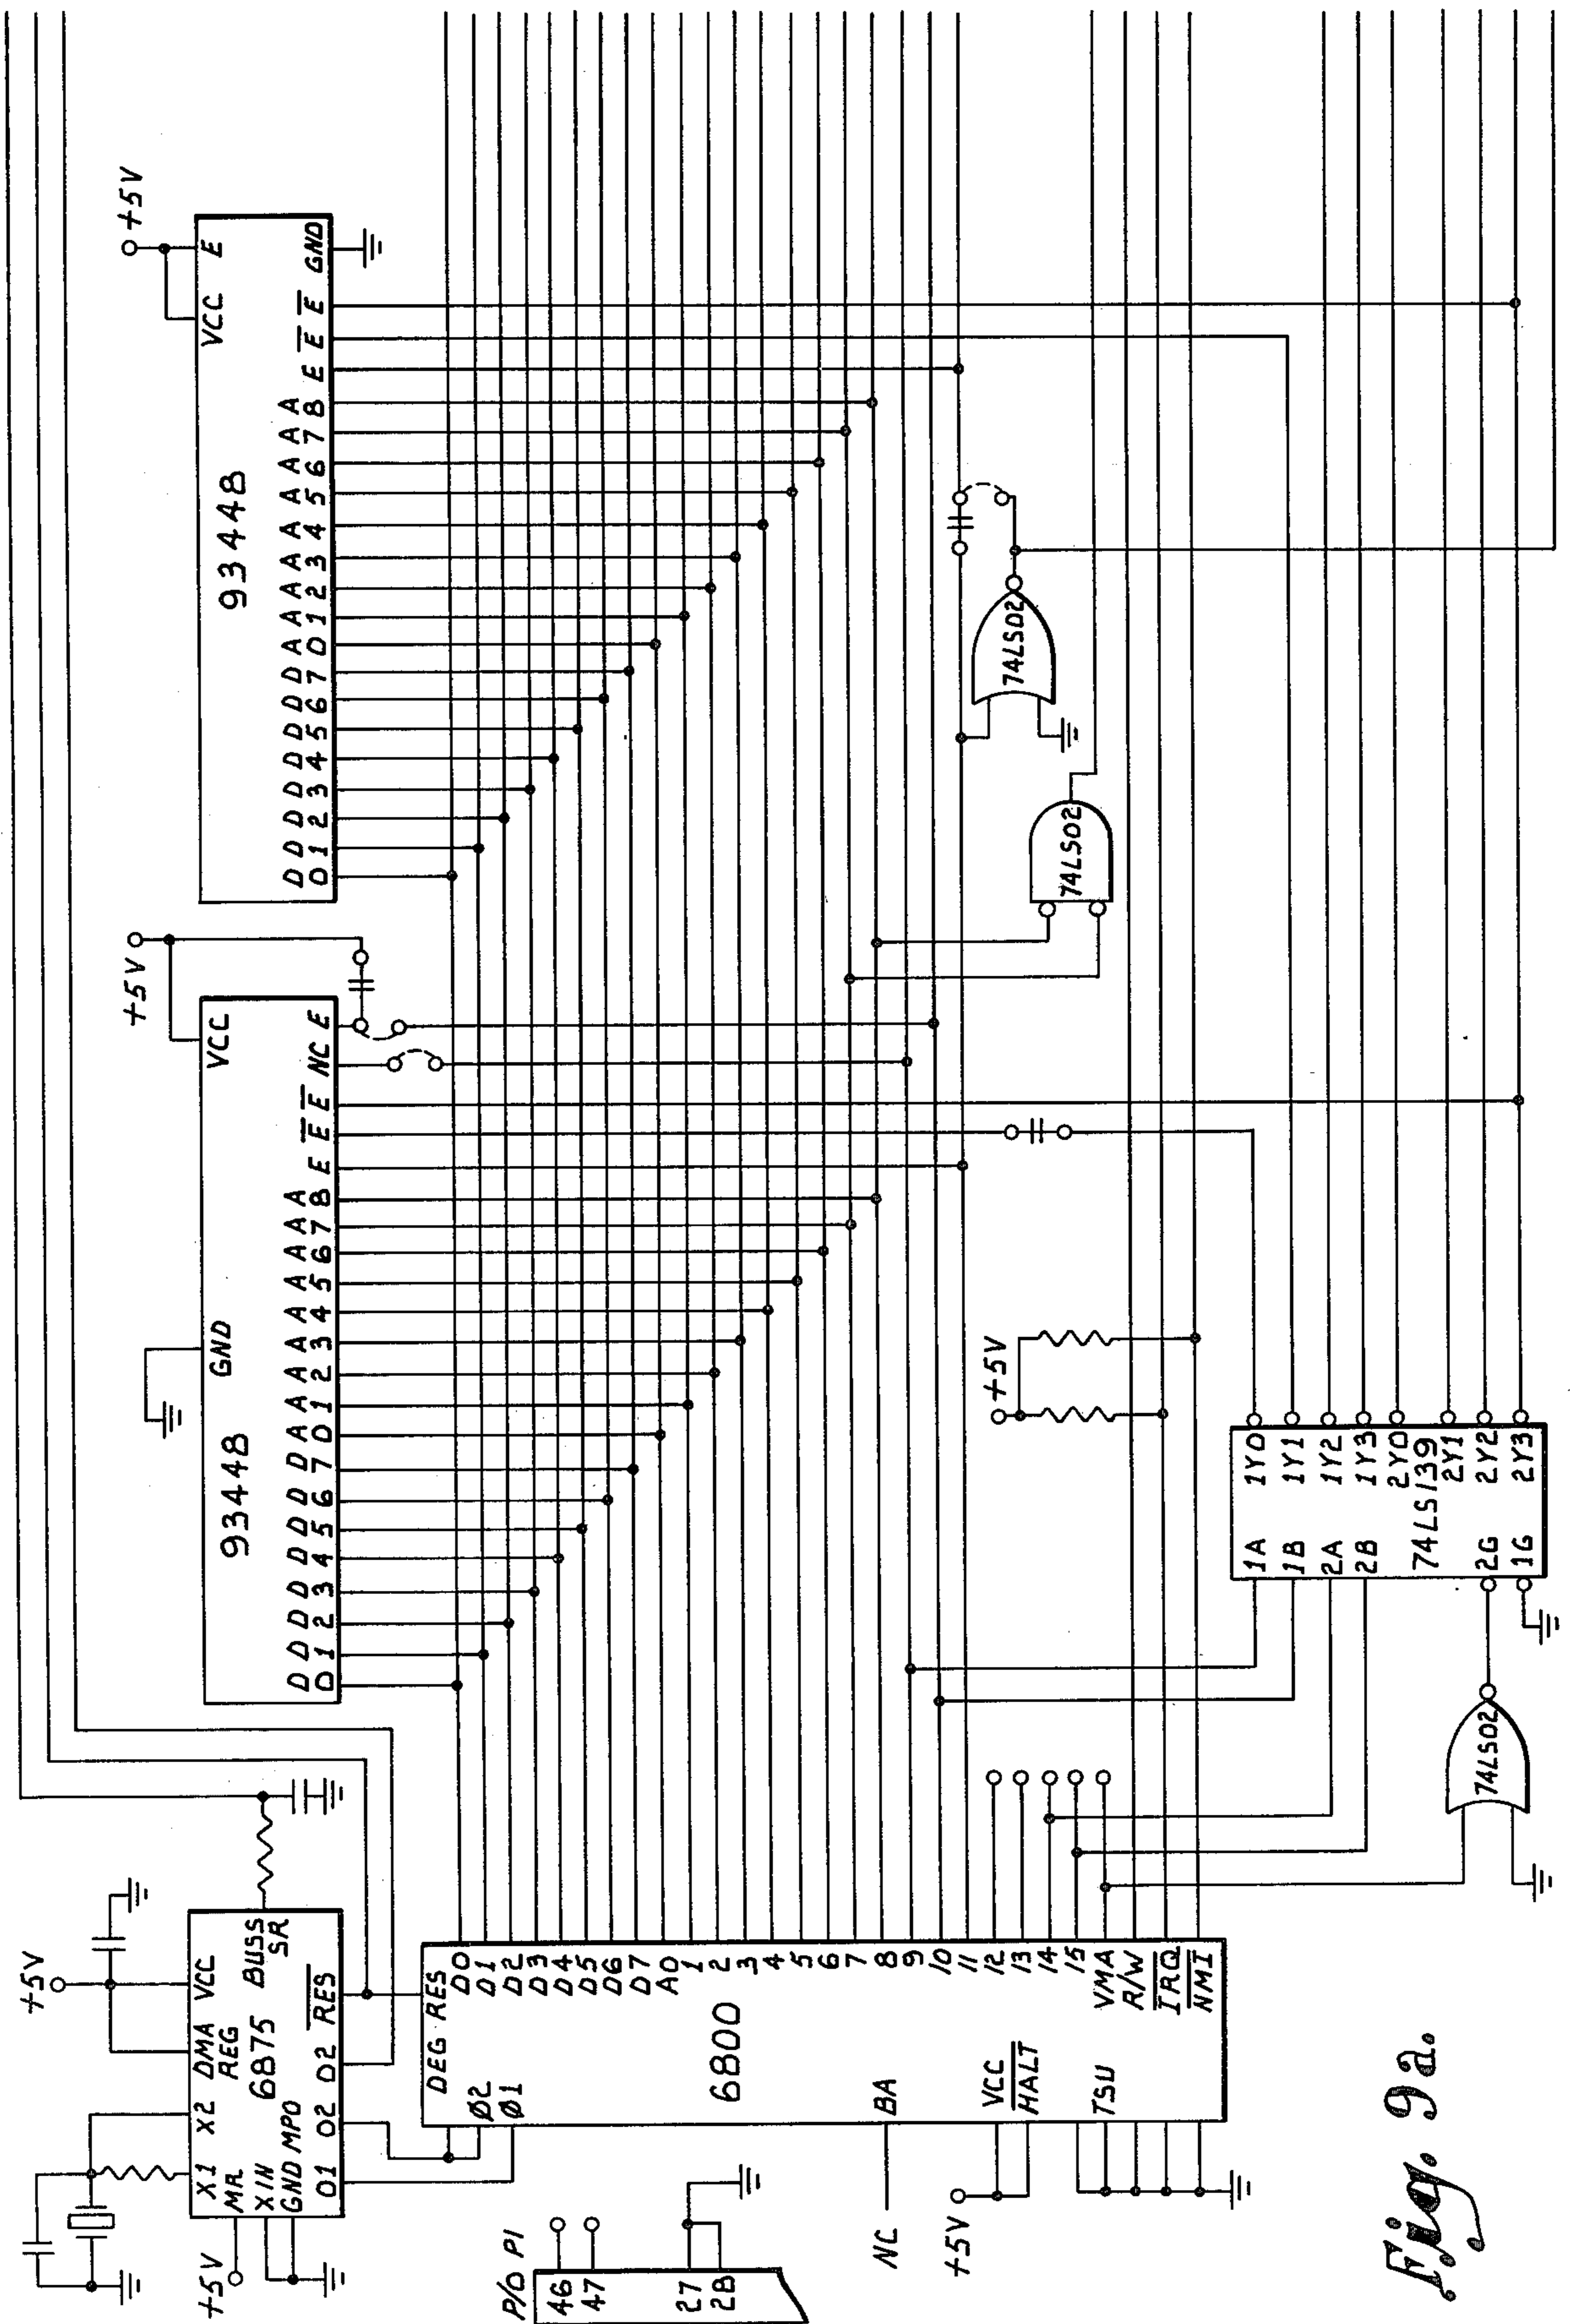 +5V
X1 X2 DMA VCC
MR REG
6875 BUSS
XIN SR
GND MPO
01 02 02 RES
+5V
+5V
GND VCC
93448
D0 D1 D2 D3 D4 D5 D6 D7 A0 A1 A2 A3 A4 A5 A6 A7 A8 E E E NC E
+5V
VCC E
93448
D0 D1 D2 D3 D4 D5 D6 D7 A0 A1 A2 A3 A4 A5 A6 A7 A8 E E E GND
+5V
P/O P1
46
47
27
28
DEG RES
Ø2
Ø1
6800
BA
VCC
HALT
TSU
D0
D1
D2
D3
D4
D5
D6
D7
A0
1
2
3
4
5
6
7
8
9
10
11
12
13
14
15
VMA
R/W
IRQ
NMI
NC
+5V
+5V
74LS02
74LS02
74LS02
1A 1Y0
1B 1Y1
2A 1Y2
2B 1Y3
2Y0
74LS139
2Y1
2G 2Y2
1G 2Y3
Fig. 9a.